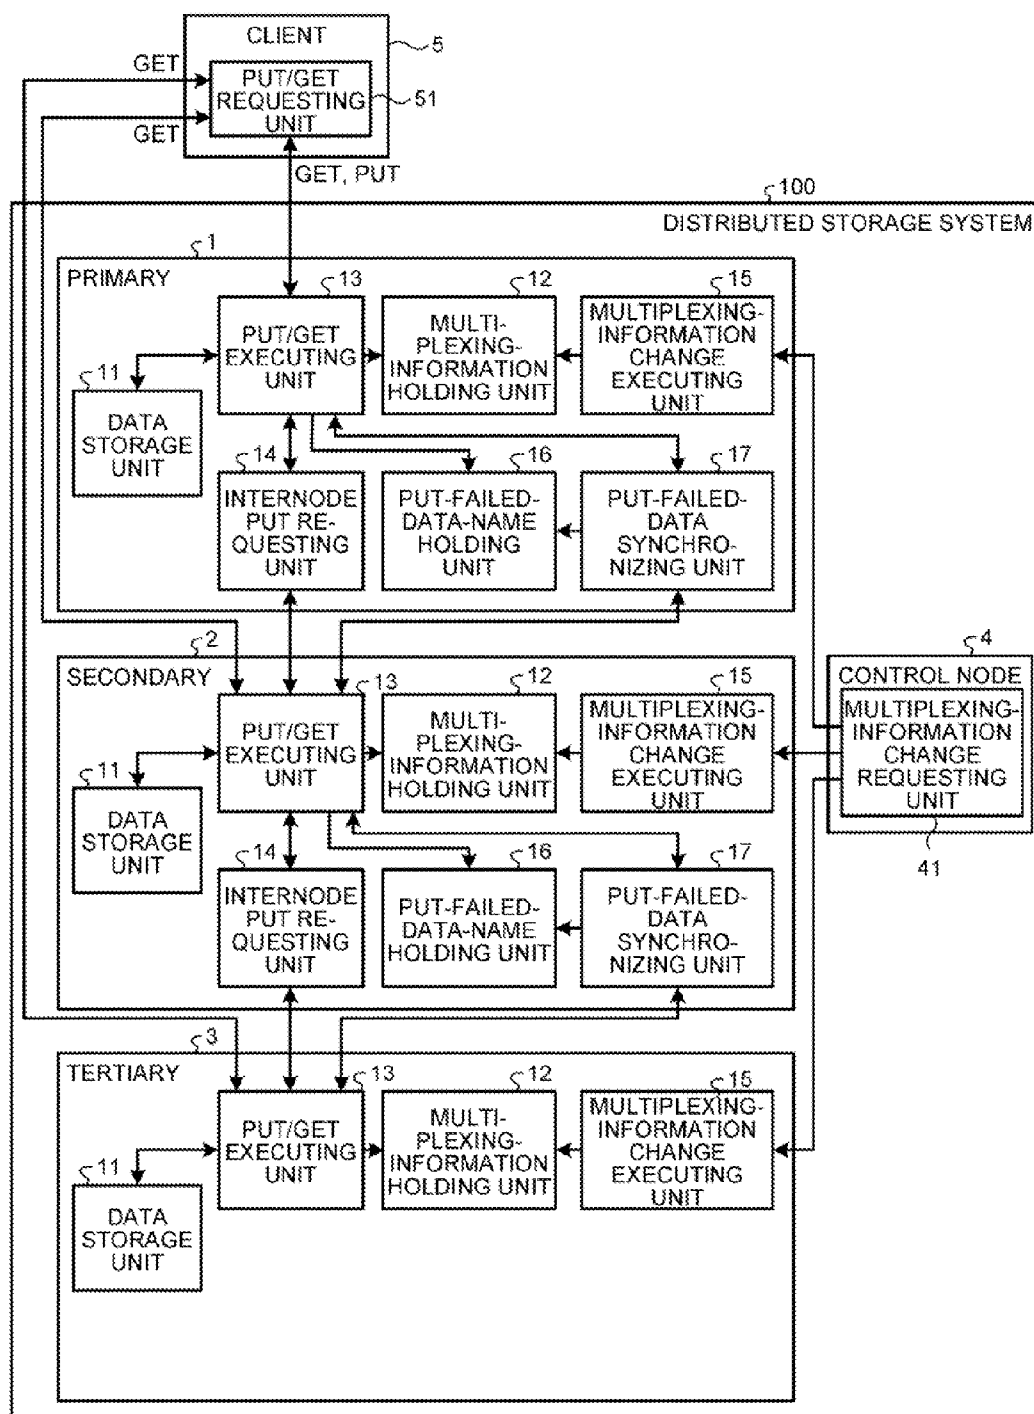 CLIENT
5
GET
PUT/GET
REQUESTING
UNIT
51
GET
GET, PUT
100
DISTRIBUTED STORAGE SYSTEM
1
PRIMARY
13
12
15
PUT/GET
EXECUTING
UNIT
MULTI-
PLEXING-
INFORMATION
HOLDING UNIT
MULTIPLEXING-
INFORMATION
CHANGE
EXECUTING
UNIT
11
DATA
STORAGE
UNIT
14
16
17
INTERNODE
PUT RE-
QUESTING
UNIT
PUT-FAILED-
DATA-NAME
HOLDING
UNIT
PUT-FAILED-
DATA
SYNCHRO-
NIZING UNIT
2
SECONDARY
13
12
15
PUT/GET
EXECUTING
UNIT
MULTI-
PLEXING-
INFORMATION
HOLDING UNIT
MULTIPLEXING-
INFORMATION
CHANGE
EXECUTING
UNIT
4
CONTROL NODE
MULTIPLEXING-
INFORMATION
CHANGE
REQUESTING
UNIT
41
11
DATA
STORAGE
UNIT
14
16
17
INTERNODE
PUT RE-
QUESTING
UNIT
PUT-FAILED-
DATA-NAME
HOLDING UNIT
PUT-FAILED-
DATA
SYNCHRO-
NIZING UNIT
3
TERTIARY
13
12
15
PUT/GET
EXECUTING
UNIT
MULTI-
PLEXING-
INFORMATION
HOLDING UNIT
MULTIPLEXING-
INFORMATION
CHANGE
EXECUTING
UNIT
11
DATA
STORAGE
UNIT